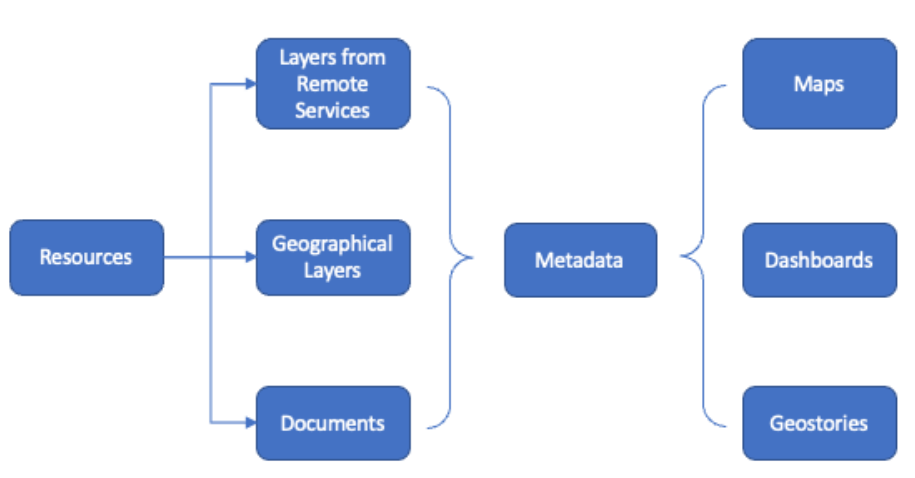 Resources
Layers from
Remote
Services
Geographical
Layers
Documents
Metadata
Maps
Dashboards
Geostories